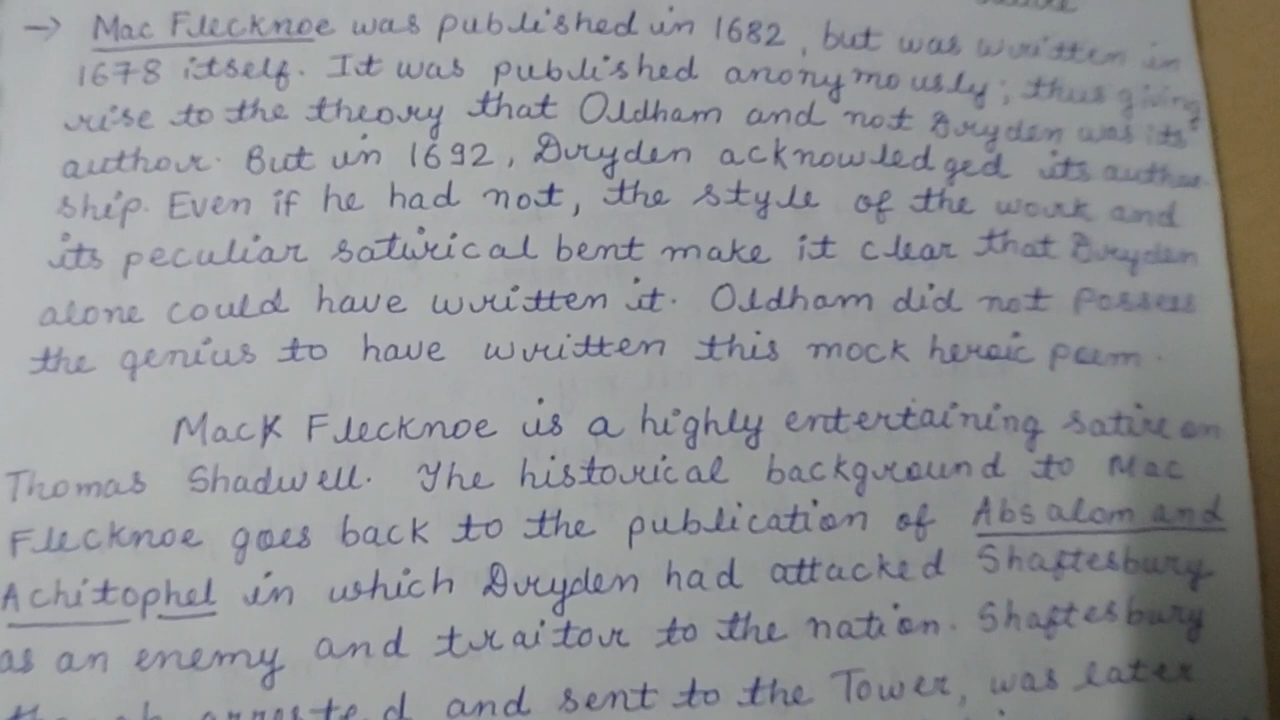 → Mac Flecknoe was published in 1682, but was written in
1678 itself. It was published anonymously; thus giving
rise to the theory that Oldham and not Dryden was its
author. But in 1692, Dryden acknowledged its author
ship. Even if he had not, the style of the work and
its peculiar satirical bent make it clear that Dryden
alone could have written it. Oldham did not possess
the genius to have written this mock heroic poem.
Mack Flecknoe is a highly entertaining satire on
Thomas Shadwell. The historical background to Mac
Flecknoe goes back to the publication of Absalom and
Achitophel in which Dryden had attacked Shaftesbury
as an enemy and traitor to the nation. Shaftesbury
arrested and sent to the Tower, was later